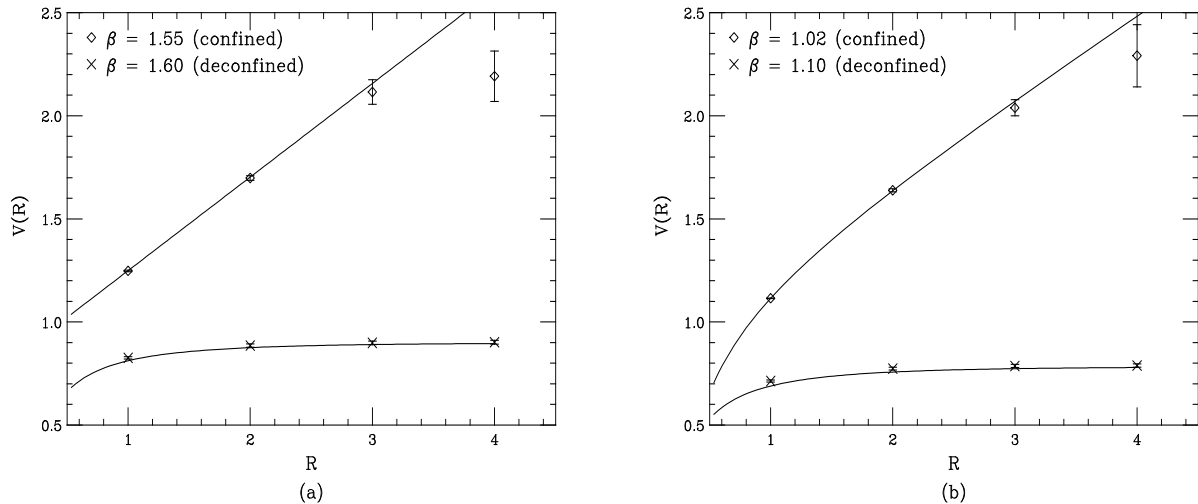 2.5
2.0
1.5
1.0
0.5
V(R)
β = 1.55 (confined)
β = 1.60 (deconfined)
1 2 3 4
R
(a)
2.5
2.0
1.5
1.0
0.5
V(R)
β = 1.02 (confined)
β = 1.10 (deconfined)
1 2 3 4
R
(b)